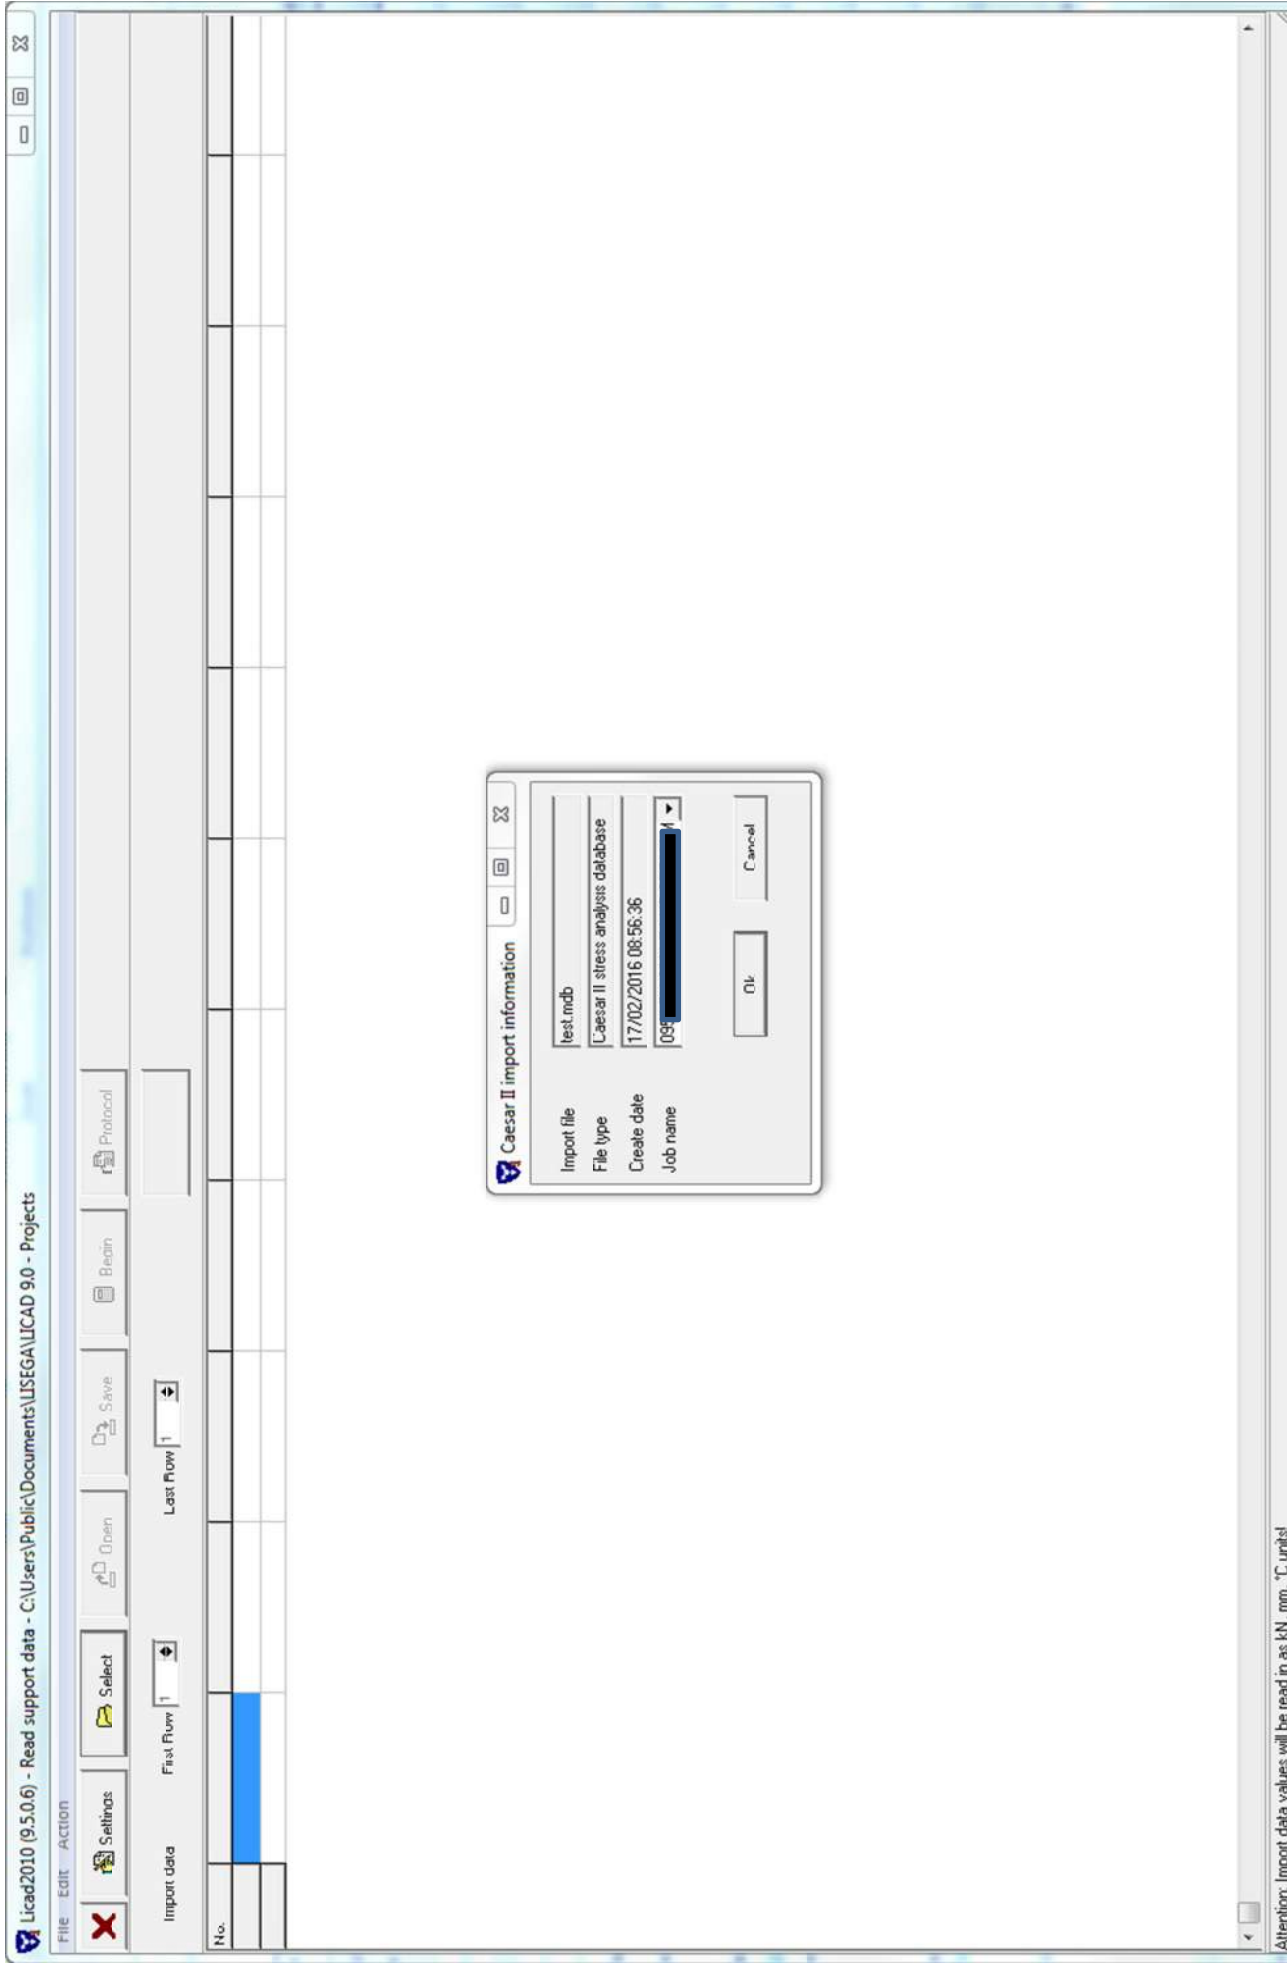 Licad2010 (9.5.0.6) - Read support data - C:\Users\Public\Documents\LISEGA\LICAD 9.0 - Projects
File Edit Action
Settings Select Open Save Begin Protocol
Import data First Row 1 Last Row 1
No.
Caesar II import information
Import file test.mdb
File type Caesar II stress analysis database
Create date 17/02/2016 08:56:36
Job name
Ok Cancel
Attention: Import data values will be read in as kN, mm, °C units!